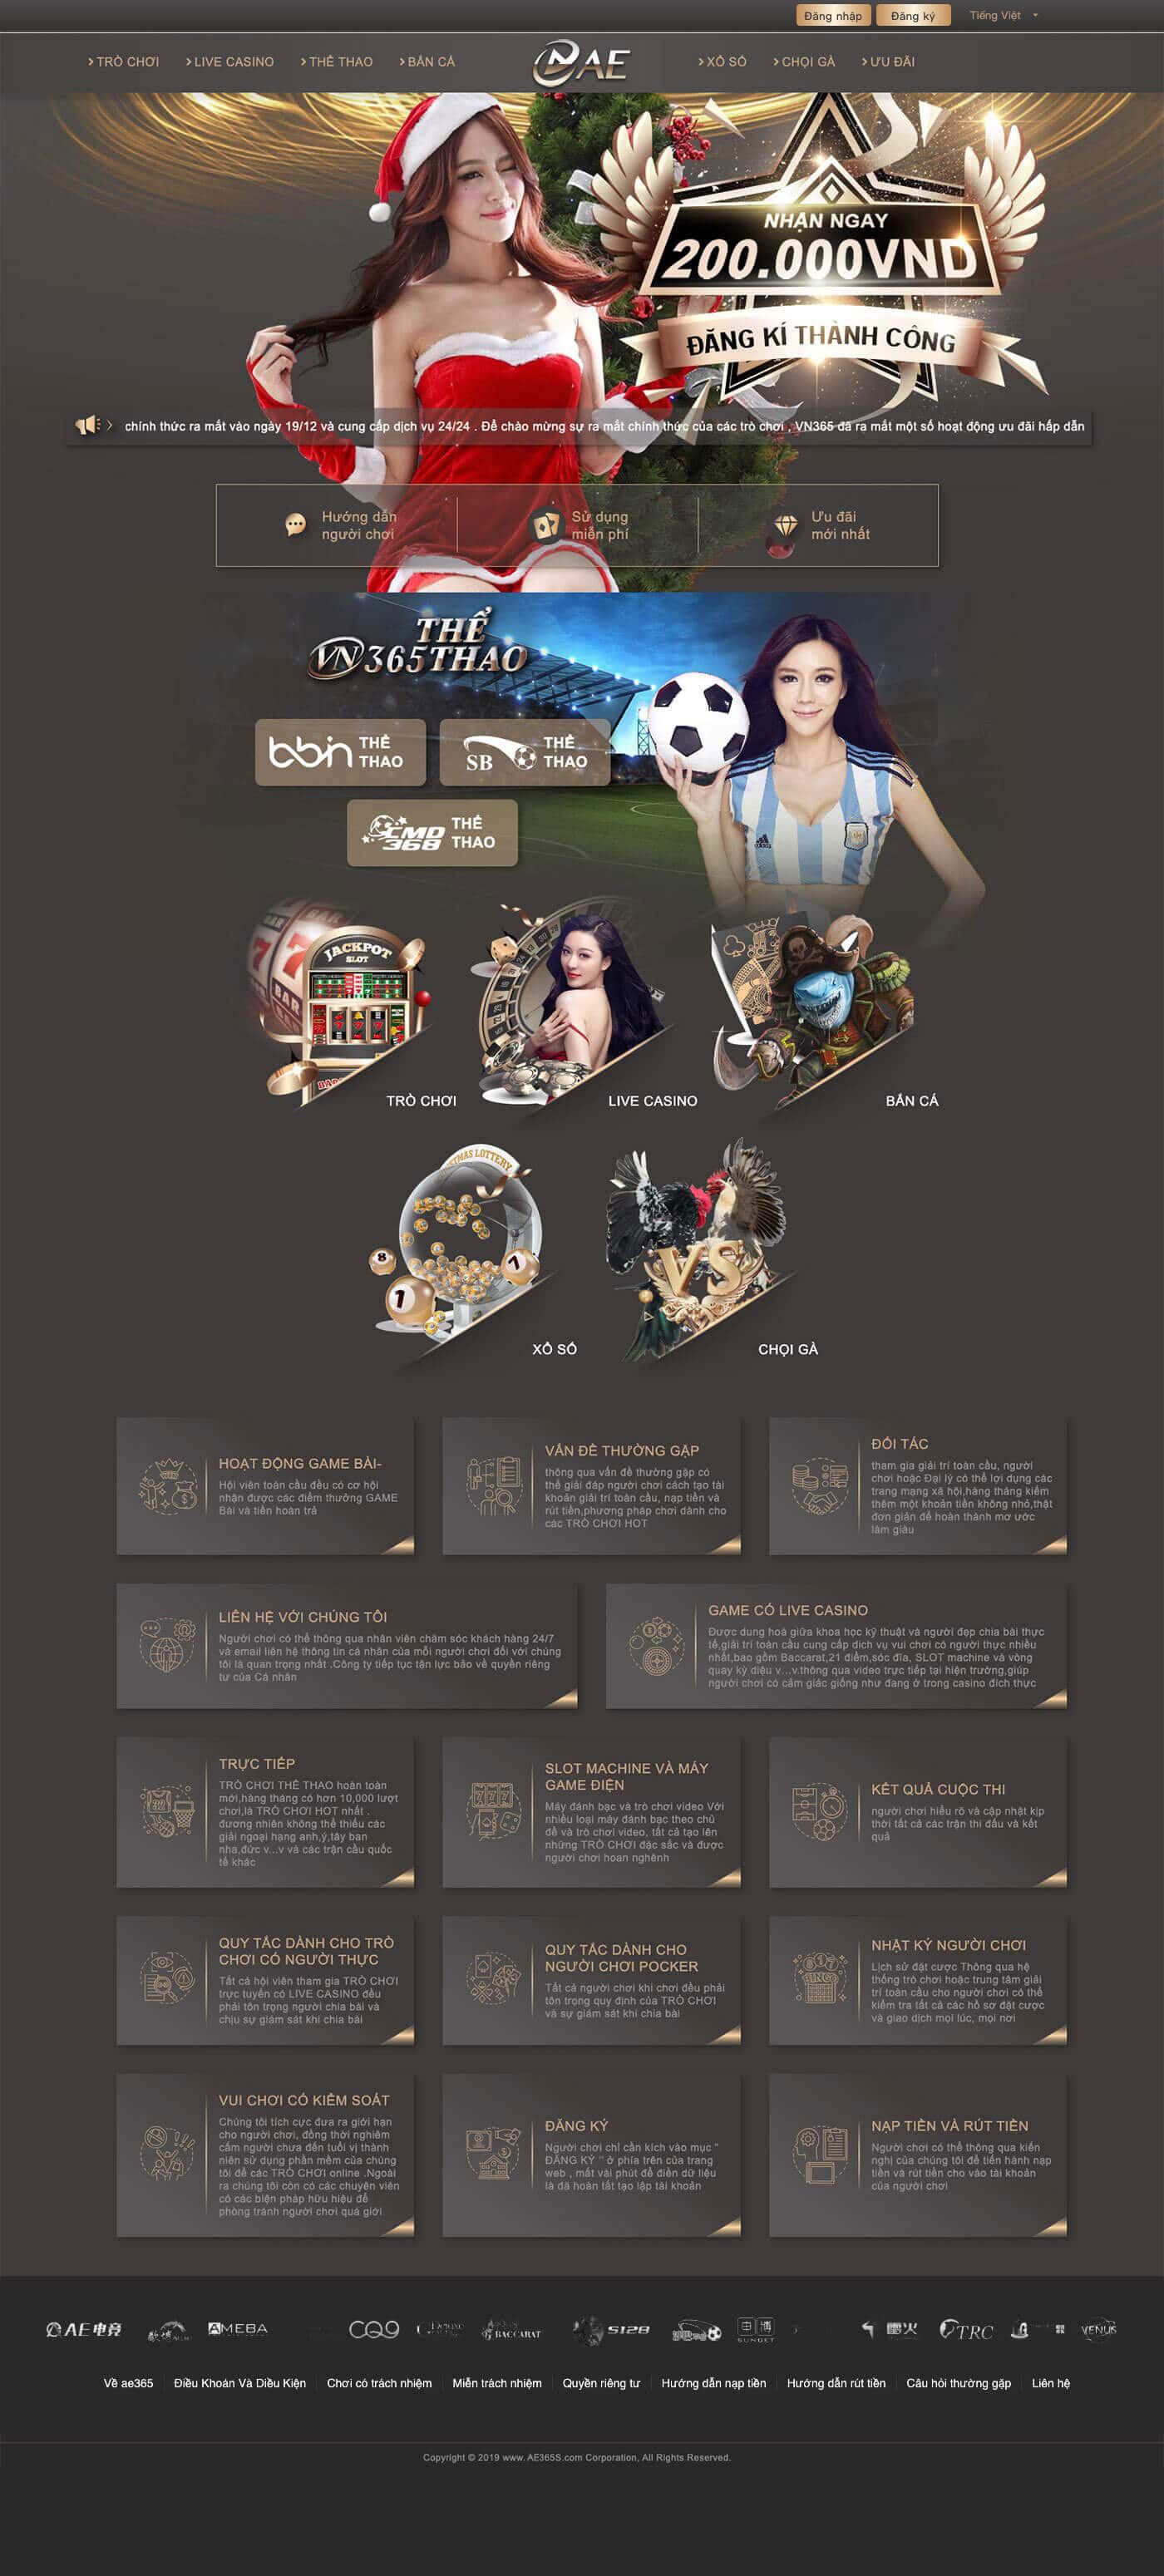 Đăng nhập
Đăng ký
Tiếng Việt
TRÒ CHƠI
LIVE CASINO
THỂ THAO
BẮN CÁ
AE
XỔ SỐ
CHỌI GÀ
ƯU ĐÃI
NHẬN NGAY
200.000VND
ĐĂNG KÍ THÀNH CÔNG
chính thức ra mắt vào ngày 19/12 và cung cấp dịch vụ 24/24 . Để chào mừng sự ra mắt chính thức của các trò chơi , VN365 đã ra mắt một số hoạt động ưu đãi hấp dẫn
Hướng dẫn
người chơi
Sử dụng
miễn phí
Ưu đãi
mới nhất
THỂ
VN365THAO
bbin THỂ
THAO
SB THỂ
THAO
CMD
368 THỂ
THAO
JACKPOT
SLOT
BAR
TRÒ CHƠI
LIVE CASINO
BẮN CÁ
TMAS LOTTERY
8
7
1
XỔ SỐ
VS
CHỌI GÀ
HOẠT ĐỘNG GAME BÀI-
Hội viên toàn cầu đều có cơ hội
nhận được các điểm thưởng GAME
Bài và tiền hoàn trả
VẤN ĐỀ THƯỜNG GẶP
thông qua vấn đề thường gặp có
thể giải đáp người chơi cách tạo tài
khoản giải trí toàn cầu, nạp tiền và
rút tiền,phương pháp chơi dành cho
các TRÒ CHƠI HOT
ĐỐI TÁC
tham gia giải trí toàn cầu, người
chơi hoặc Đại lý có thể lợi dụng các
trang mạng xã hội,hàng tháng kiếm
thêm một khoản tiền không nhỏ,thật
đơn giản để hoàn thành mơ ước
làm giàu
LIÊN HỆ VỚI CHÚNG TÔI
Người chơi có thể thông qua nhân viên chăm sóc khách hàng 24/7
và email liên hệ thông tin cá nhân của mỗi người chơi đối với chúng
tôi là quan trọng nhất .Công ty tiếp tục tận lực bảo vệ quyền riêng
tư của Cá nhân
GAME CÓ LIVE CASINO
Được dung hoà giữa khoa học kỹ thuật và người đẹp chia bài thực
tế,giải trí toàn cầu cung cấp dich vụ vui chơi có người thực nhiều
nhất,bao gồm Baccarat,21 điểm,sóc đĩa, SLOT machine và vòng
quay kỳ diệu v...v.thông qua video trực tiếp tại hiện trường,giúp
người chơi có cảm giác giống như đang ở trong casino đích thực
TRỰC TIẾP
TRÒ CHƠI THỂ THAO hoàn toàn
mới,hàng tháng có hơn 10,000 lượt
chơi,là TRÒ CHƠI HOT nhất .
đương nhiên không thể thiếu các
giải ngoại hạng anh,ý,tây ban
nha,đức v...v và các trận cầu quốc
tế khác
SLOT MACHINE VÀ MÁY
GAME ĐIỆN
Máy đánh bạc và trò chơi video Với
nhiều loại máy đánh bạc theo chủ
đề và trò chơi video, tất cả tạo lên
những TRÒ CHƠI đặc sắc và được
người chơi hoan nghênh
KẾT QUẢ CUỘC THI
người chơi hiểu rõ và cập nhật kịp
thời tất cả các trận thi đấu và kết
quả
QUY TẮC DÀNH CHO TRÒ
CHƠI CÓ NGƯỜI THỰC
Tất cả hội viên tham gia TRÒ CHƠI
trực tuyến có LIVE CASINO đều
phải tôn trọng người chia bài và
chịu sự giám sát khi chia bài
QUY TẮC DÀNH CHO
NGƯỜI CHƠI POCKER
Tất cả người chơi khi chơi đều phải
tôn trọng quy định của TRÒ CHƠI
và sự giám sát khi chia bài
NHẬT KÝ NGƯỜI CHƠI
Lịch sử đặt cược Thông qua hệ
thống trò chơi hoặc trung tâm giải
trí toàn cầu cho người chơi có thể
kiểm tra tất cả các hồ sơ đặt cược
và giao dịch mọi lúc, mọi nơi
VUI CHƠI CÓ KIỂM SOÁT
Chúng tôi tích cực đưa ra giới hạn
cho người chơi, đồng thời nghiêm
cấm người chưa đến tuổi vị thành
niên sử dụng phần mềm của chúng
tôi để các TRÒ CHƠI online .Ngoài
ra chúng tôi còn có các chuyên viên
có các biện pháp hữu hiệu để
phòng tránh người chơi quá giới
ĐĂNG KÝ
Người chơi chỉ cần kích vào mục "
ĐĂNG KÝ " ở phía trên của trang
web , mất vài phút để điền dữ liệu
là đã hoàn tất tạo lập tài khoản
NẠP TIỀN VÀ RÚT TIỀN
Người chơi có thể thông qua kiến
nghị của chúng tôi để tiến hành nạp
tiền và rút tiền cho vào tài khoản
của người chơi
AE电竞
AMEBA
CQ9
BACCARAT
S128
申博
SUNBET
TRC
VENUS
Về ae365
Điều Khoản Và Diều Kiện
Chơi có trách nhiệm
Miễn trách nhiệm
Quyền riêng tư
Hướng dẫn nạp tiền
Hướng dẫn rút tiền
Câu hỏi thường gặp
Liên hệ
Copyright © 2019 www. AE365S.com Corporation, All Rights Reserved.